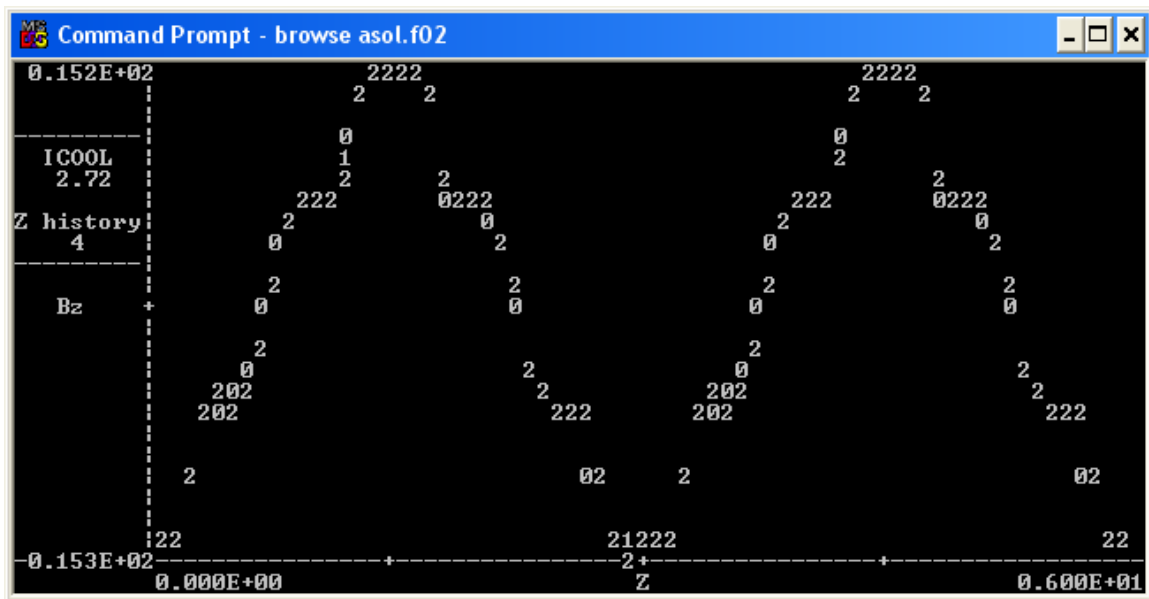 Command Prompt - browse asol.f02
0.152E+02 2222 2222
2 2 2 2
--------- 0 0
ICOOL 1 2
2.72 2 2 2
222 0222 222 0222
Z history 2 0 2 0
4 0 2 0 2
---------
2 2 2 2
Bz + 0 0 0 0
2 2
0 2 0 2
202 2 202 2
202 222 202 222
2 02 2 02
22 21222 22
-0.153E+02-----------------+----------------2+-----------------+------------------
0.000E+00 Z 0.600E+01